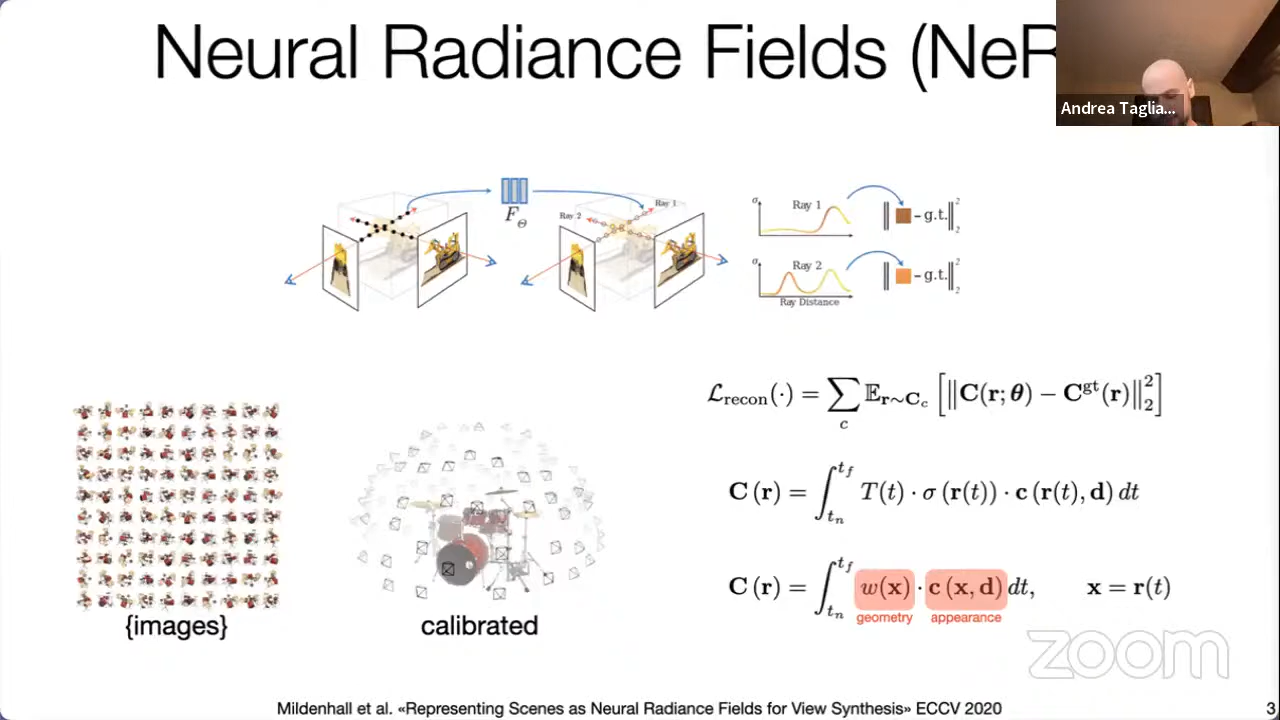 Neural Radiance Fields (NeR
Andrea Taglia...
F_Θ
Ray 2
Ray 1
σ
Ray 1
‖ - g.t.‖²₂
σ
Ray 2
‖ - g.t.‖²₂
Ray Distance
ℒ_recon(·) = ∑_c 𝔼_{r∼C_c} [‖C(r; θ) − C^gt(r)‖²₂]
C(r) = ∫_{t_n}^{t_f} T(t) · σ(r(t)) · c(r(t), d) dt
C(r) = ∫_{t_n}^{t_f} w(x) · c(x, d) dt, x = r(t)
geometry appearance
{images}
calibrated
zoom
Mildenhall et al. «Representing Scenes as Neural Radiance Fields for View Synthesis» ECCV 2020
3